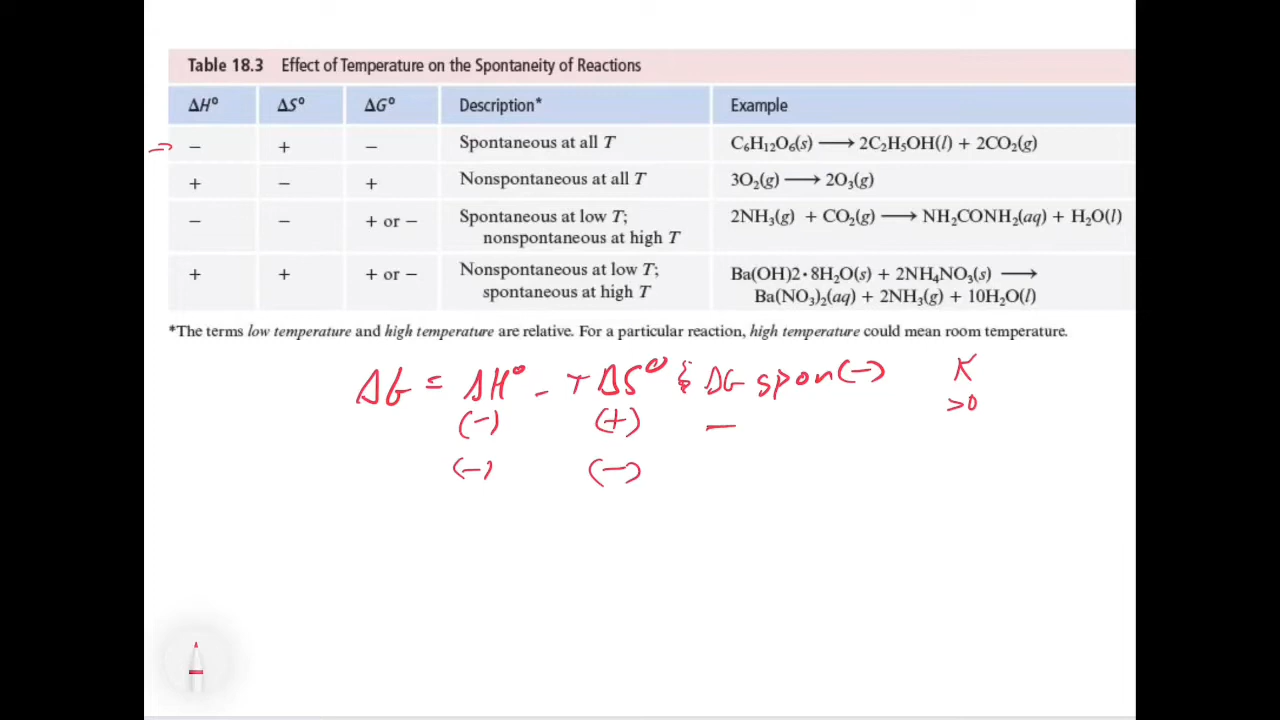 Table 18.3 Effect of Temperature on the Spontaneity of Reactions
ΔH° ΔS° ΔG° Description* Example
− + − Spontaneous at all T C₆H₁₂O₆(s) ⟶ 2C₂H₅OH(l) + 2CO₂(g)
+ − + Nonspontaneous at all T 3O₂(g) ⟶ 2O₃(g)
− − + or − Spontaneous at low T; 2NH₃(g) + CO₂(g) ⟶ NH₂CONH₂(aq) + H₂O(l)
nonspontaneous at high T
+ + + or − Nonspontaneous at low T; Ba(OH)2·8H₂O(s) + 2NH₄NO₃(s) ⟶
spontaneous at high T Ba(NO₃)₂(aq) + 2NH₃(g) + 10H₂O(l)
*The terms low temperature and high temperature are relative. For a particular reaction, high temperature could mean room temperature.
ΔG = ΔH° − TΔS° & ΔG spon (−) K
(−) (+) − >0
(−) (−)